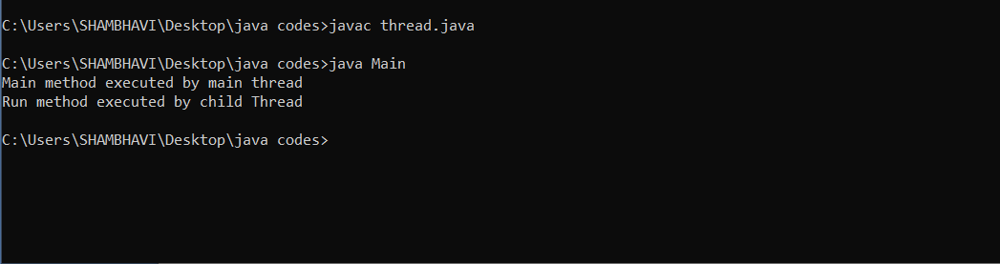 C:\Users\SHAMBHAVI\Desktop\java codes>javac thread.java
C:\Users\SHAMBHAVI\Desktop\java codes>java Main
Main method executed by main thread
Run method executed by child Thread
C:\Users\SHAMBHAVI\Desktop\java codes>